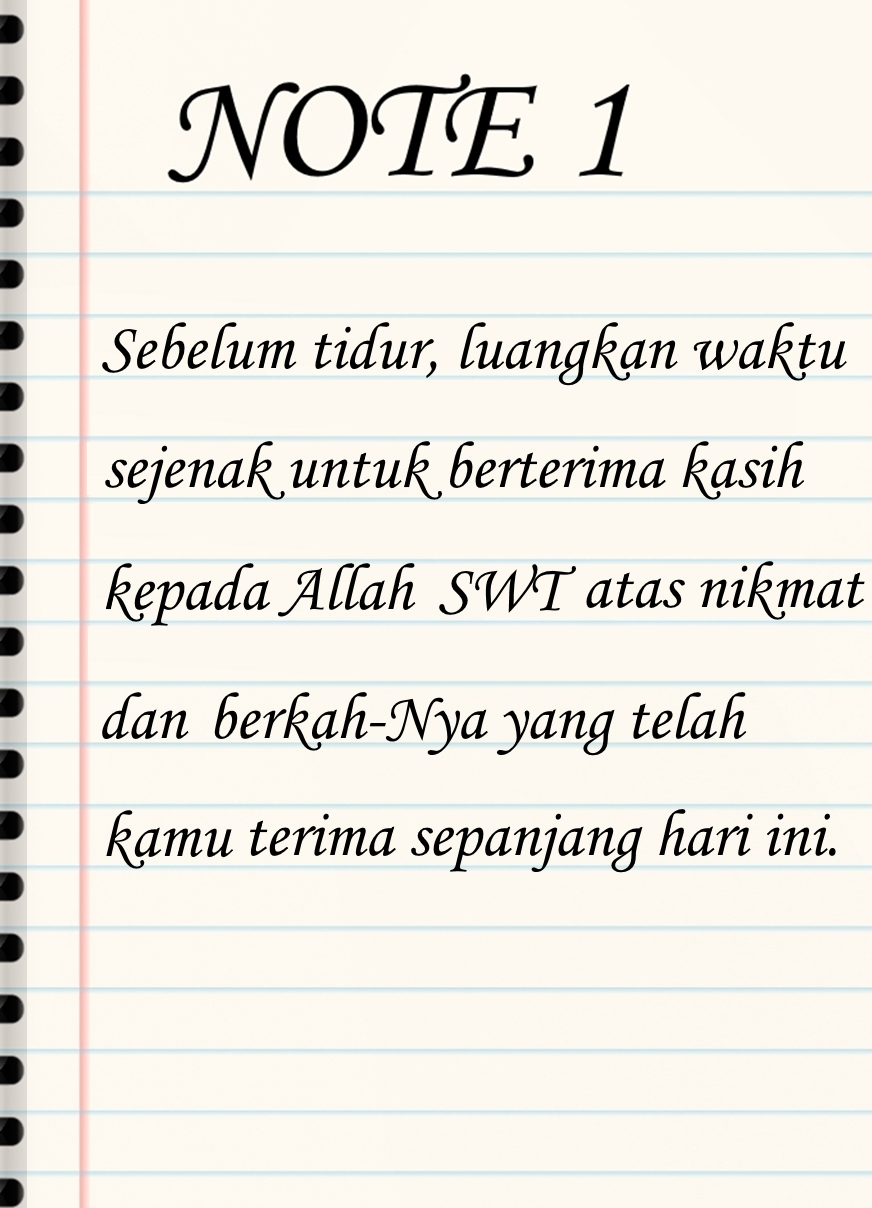 NOTE 1
Sebelum tidur, luangkan waktu
sejenak untuk berterima kasih
kepada Allah SWT atas nikmat
dan berkah-Nya yang telah
kamu terima sepanjang hari ini.